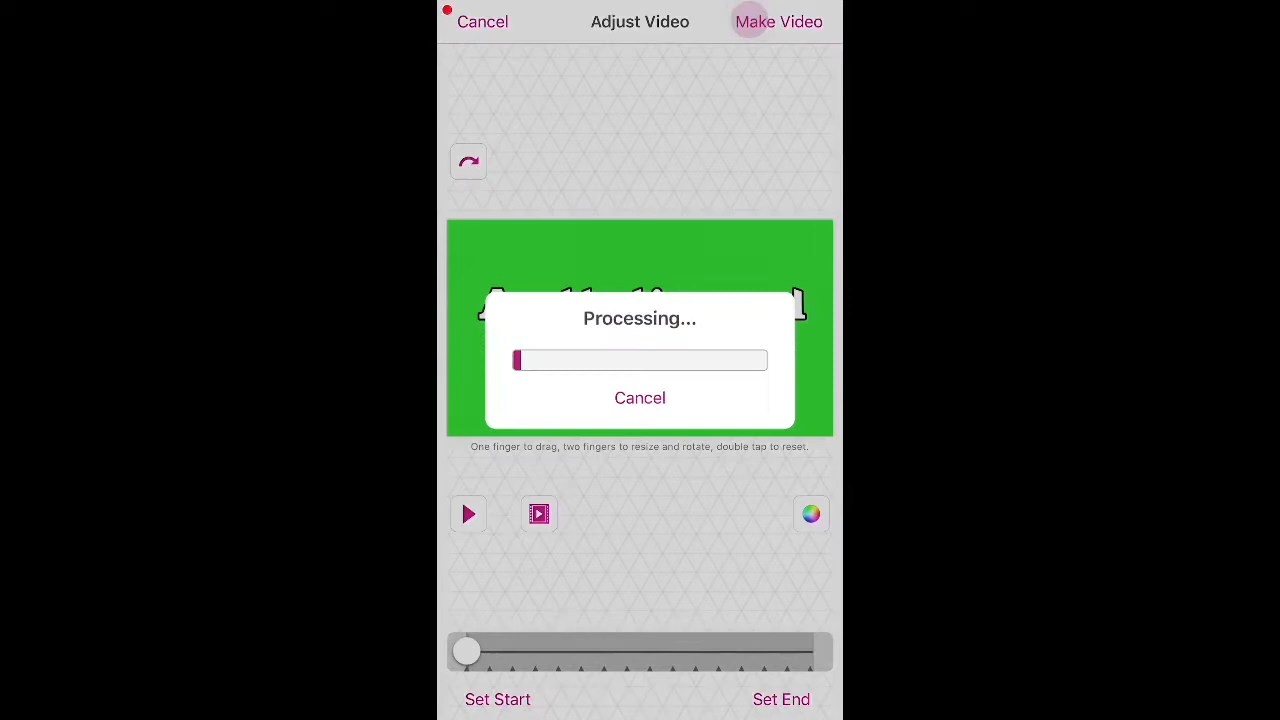 Cancel
Adjust Video
Make Video
Processing...
Cancel
One finger to drag, two fingers to resize and rotate, double tap to reset.
Set Start
Set End